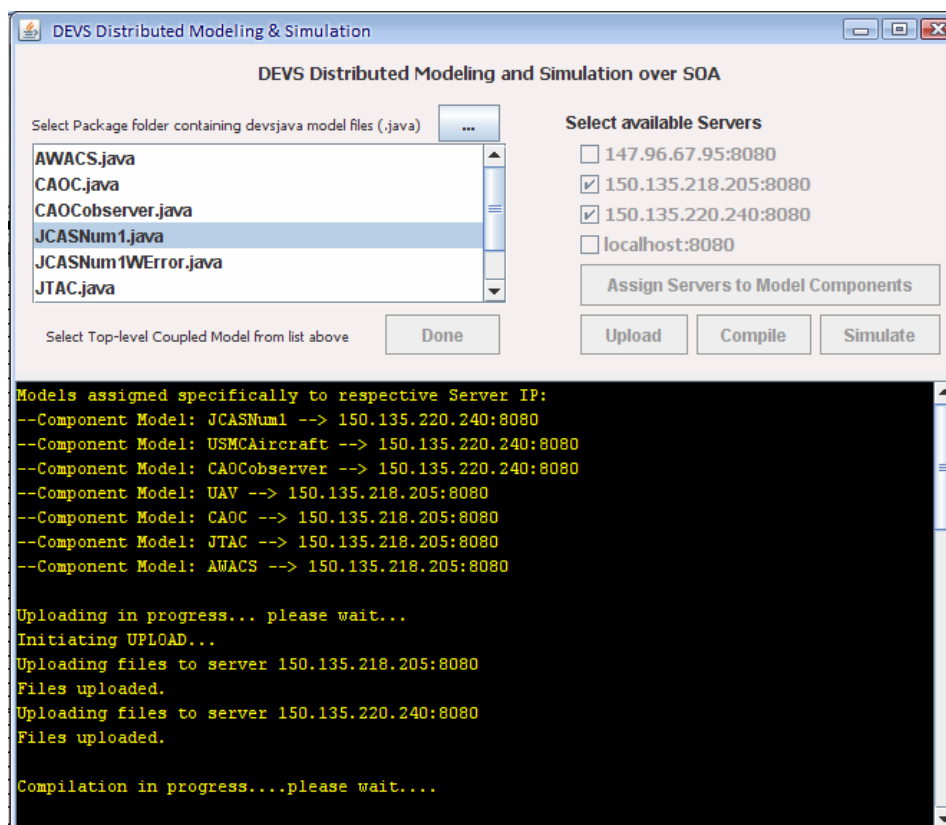 DEVS Distributed Modeling & Simulation
DEVS Distributed Modeling and Simulation over SOA
Select Package folder containing devsjava model files (.java)
...
AWACS.java
CAOC.java
CAOCobserver.java
JCASNum1.java
JCASNum1WError.java
JTAC.java
Select Top-level Coupled Model from list above
Done
Select available Servers
147.96.67.95:8080
150.135.218.205:8080
150.135.220.240:8080
localhost:8080
Assign Servers to Model Components
Upload
Compile
Simulate
Models assigned specifically to respective Server IP:
--Component Model: JCASNum1 --> 150.135.220.240:8080
--Component Model: USMCAircraft --> 150.135.220.240:8080
--Component Model: CAOCobserver --> 150.135.220.240:8080
--Component Model: UAV --> 150.135.218.205:8080
--Component Model: CAOC --> 150.135.218.205:8080
--Component Model: JTAC --> 150.135.218.205:8080
--Component Model: AWACS --> 150.135.218.205:8080
Uploading in progress... please wait...
Initiating UPLOAD...
Uploading files to server 150.135.218.205:8080
Files uploaded.
Uploading files to server 150.135.220.240:8080
Files uploaded.
Compilation in progress....please wait....